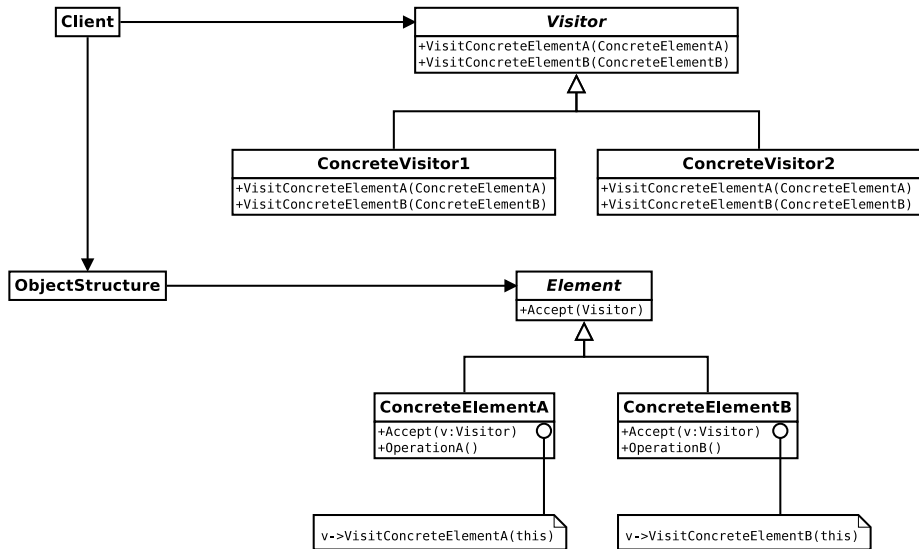 Client
Visitor
+VisitConcreteElementA(ConcreteElementA)
+VisitConcreteElementB(ConcreteElementB)
ConcreteVisitor1
+VisitConcreteElementA(ConcreteElementA)
+VisitConcreteElementB(ConcreteElementB)
ConcreteVisitor2
+VisitConcreteElementA(ConcreteElementA)
+VisitConcreteElementB(ConcreteElementB)
ObjectStructure
Element
+Accept(Visitor)
ConcreteElementA
+Accept(v:Visitor)
+OperationA()
ConcreteElementB
+Accept(v:Visitor)
+OperationB()
v->VisitConcreteElementA(this)
v->VisitConcreteElementB(this)